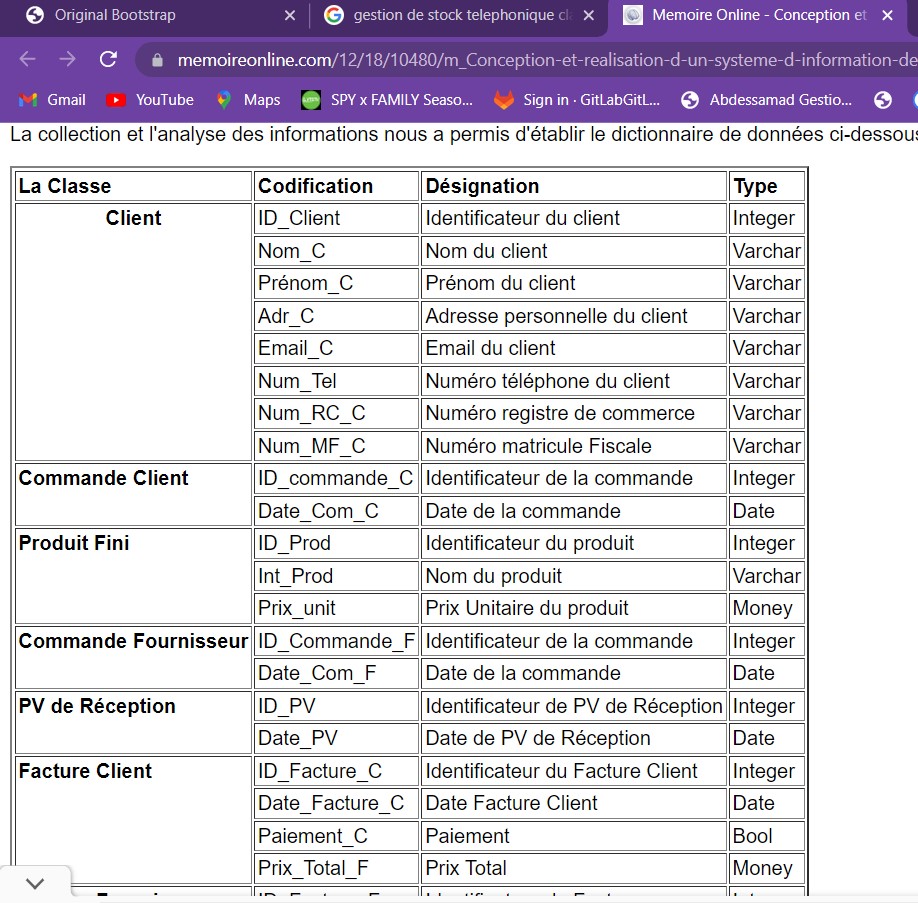 Original Bootstrap
gestion de stock telephonique cl
Memoire Online - Conception et
memoireonline.com/12/18/10480/m_Conception-et-realisation-d-un-systeme-d-information-de
Gmail YouTube Maps SPY x FAMILY Seaso... Sign in · GitLabGitL... Abdessamad Gestio...
La collection et l'analyse des informations nous a permis d'établir le dictionnaire de données ci-dessous
La Classe Codification Désignation Type
Client ID_Client Identificateur du client Integer
Nom_C Nom du client Varchar
Prénom_C Prénom du client Varchar
Adr_C Adresse personnelle du client Varchar
Email_C Email du client Varchar
Num_Tel Numéro téléphone du client Varchar
Num_RC_C Numéro registre de commerce Varchar
Num_MF_C Numéro matricule Fiscale Varchar
Commande Client ID_commande_C Identificateur de la commande Integer
Date_Com_C Date de la commande Date
Produit Fini ID_Prod Identificateur du produit Integer
Int_Prod Nom du produit Varchar
Prix_unit Prix Unitaire du produit Money
Commande Fournisseur ID_Commande_F Identificateur de la commande Integer
Date_Com_F Date de la commande Date
PV de Réception ID_PV Identificateur de PV de Réception Integer
Date_PV Date de PV de Réception Date
Facture Client ID_Facture_C Identificateur du Facture Client Integer
Date_Facture_C Date Facture Client Date
Paiement_C Paiement Bool
Prix_Total_F Prix Total Money